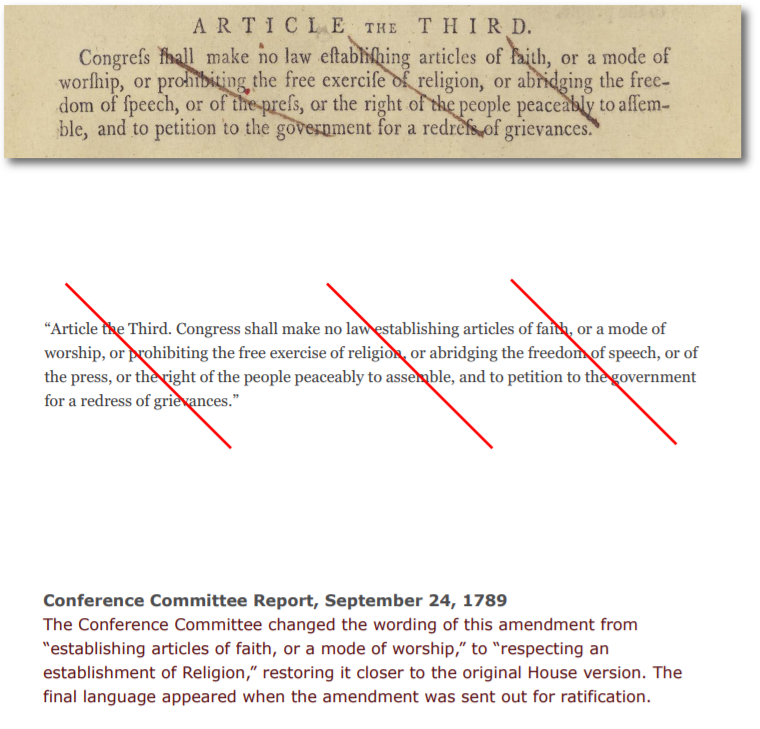 ARTICLE THE THIRD.
Congreſs ſhall make no law eſtabliſhing articles of faith, or a mode of
worſhip, or prohibiting the free exerciſe of religion, or abridging the free-
dom of ſpeech, or of the preſs, or the right of the people peaceably to aſſem-
ble, and to petition to the government for a redreſs of grievances.
“Article the Third. Congress shall make no law establishing articles of faith, or a mode of
worship, or prohibiting the free exercise of religion, or abridging the freedom of speech, or of
the press, or the right of the people peaceably to assemble, and to petition to the government
for a redress of grievances.”
Conference Committee Report, September 24, 1789
The Conference Committee changed the wording of this amendment from
“establishing articles of faith, or a mode of worship,” to “respecting an
establishment of Religion,” restoring it closer to the original House version. The
final language appeared when the amendment was sent out for ratification.